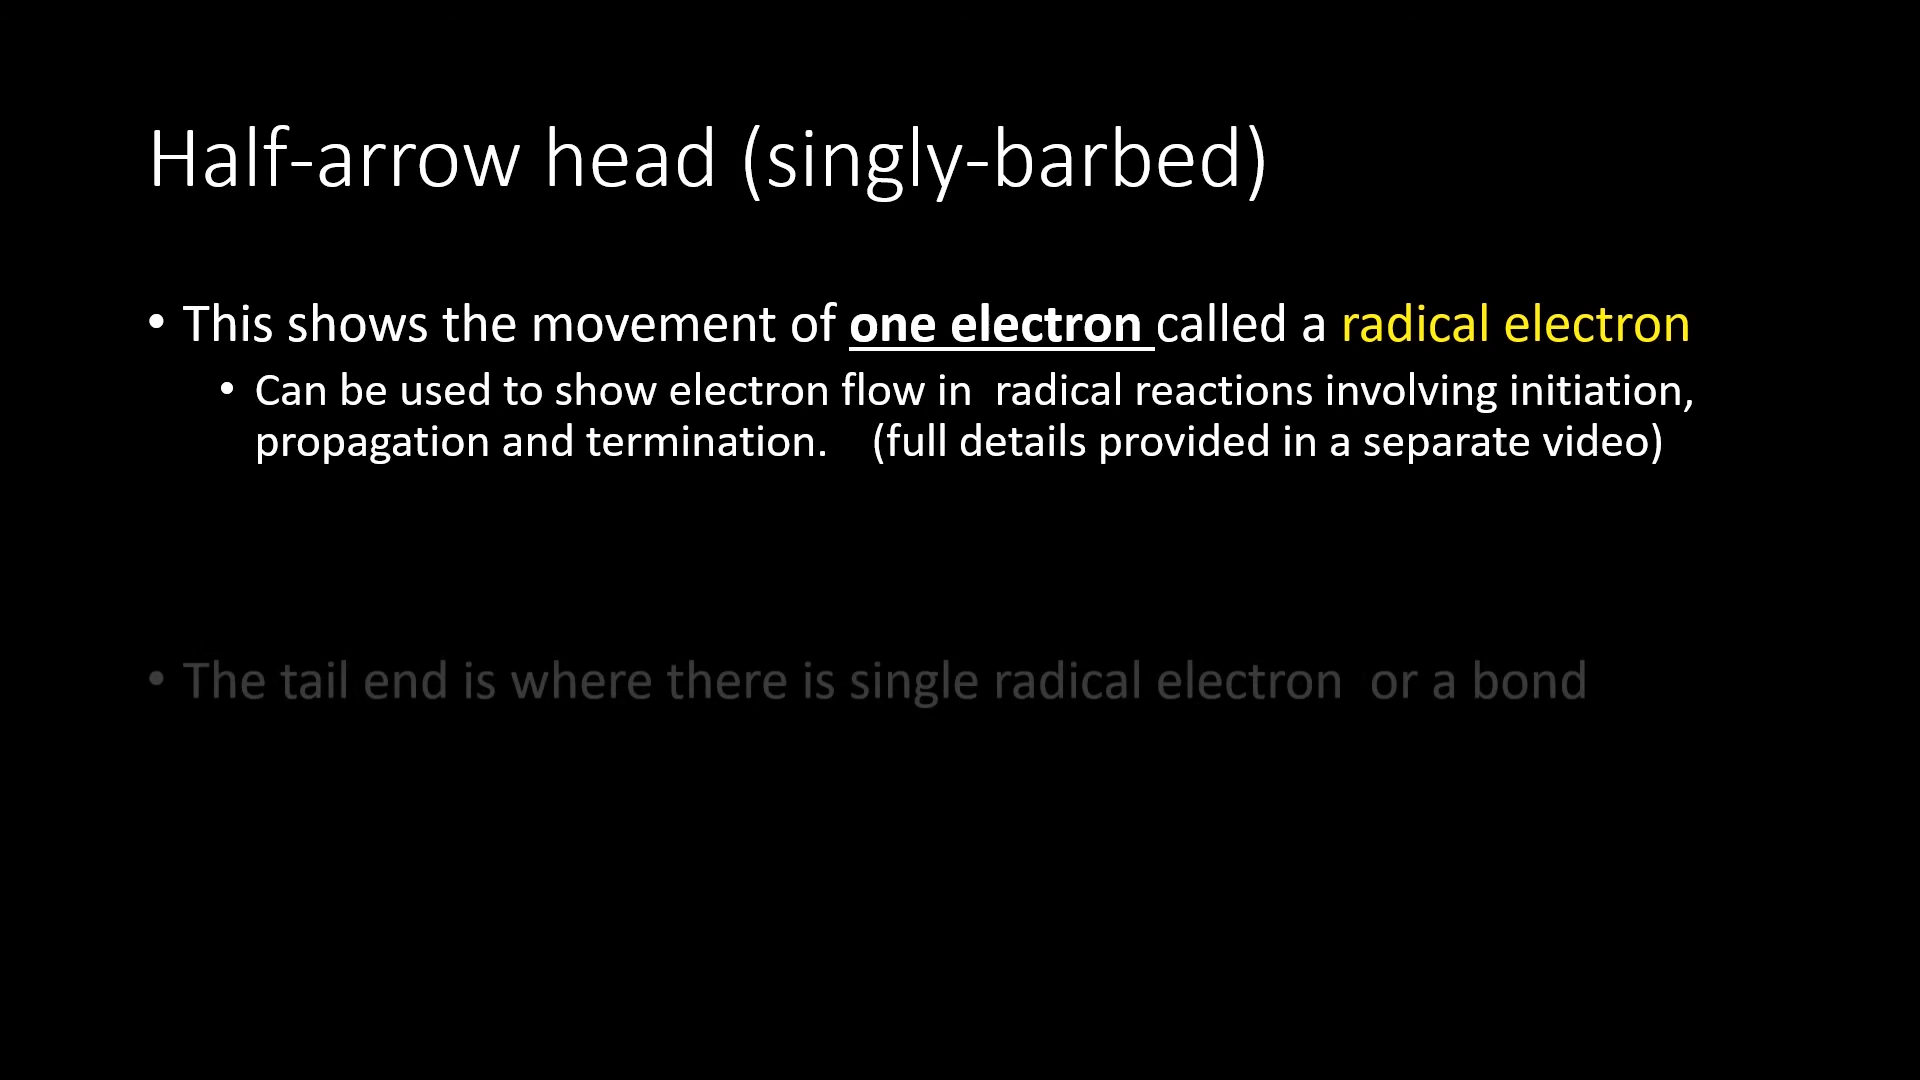 Half-arrow head (singly-barbed)
• This shows the movement of one electron called a radical electron
• Can be used to show electron flow in  radical reactions involving initiation,
propagation and termination.    (full details provided in a separate video)
• The tail end is where there is single radical electron  or a bond